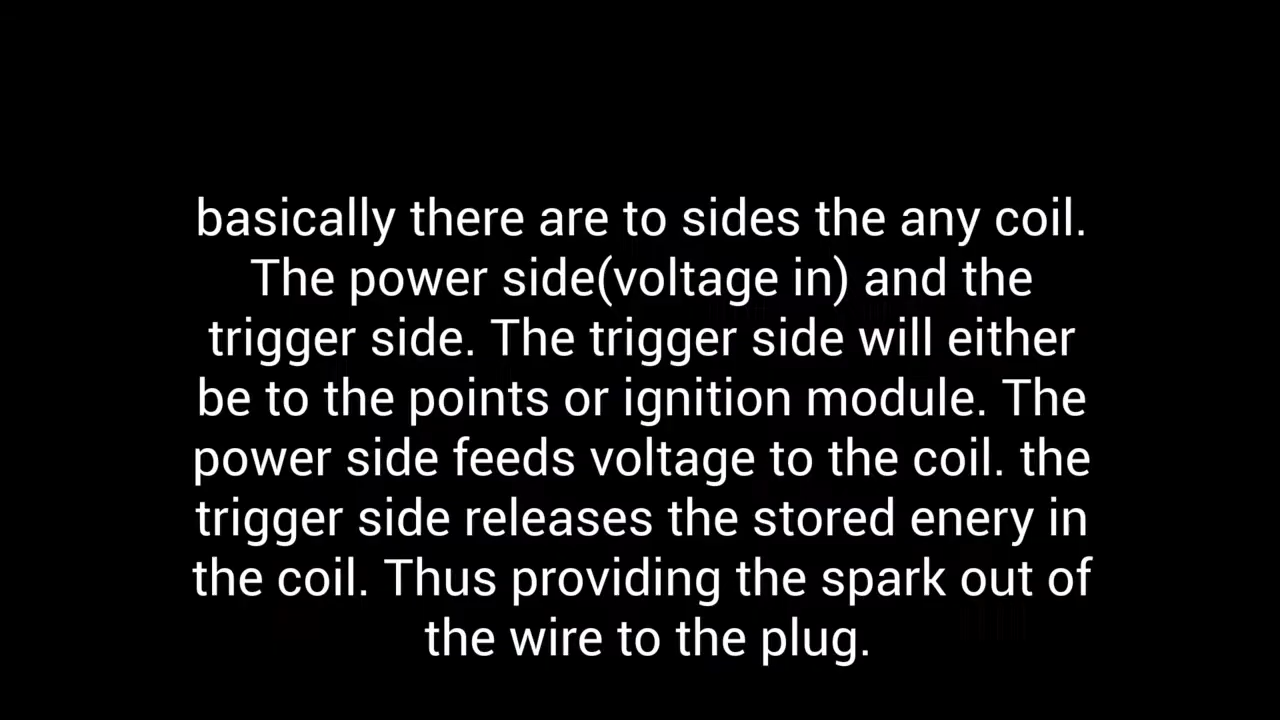 basically there are to sides the any coil.
The power side(voltage in) and the
trigger side. The trigger side will either
be to the points or ignition module. The
power side feeds voltage to the coil. the
trigger side releases the stored enery in
the coil. Thus providing the spark out of
the wire to the plug.